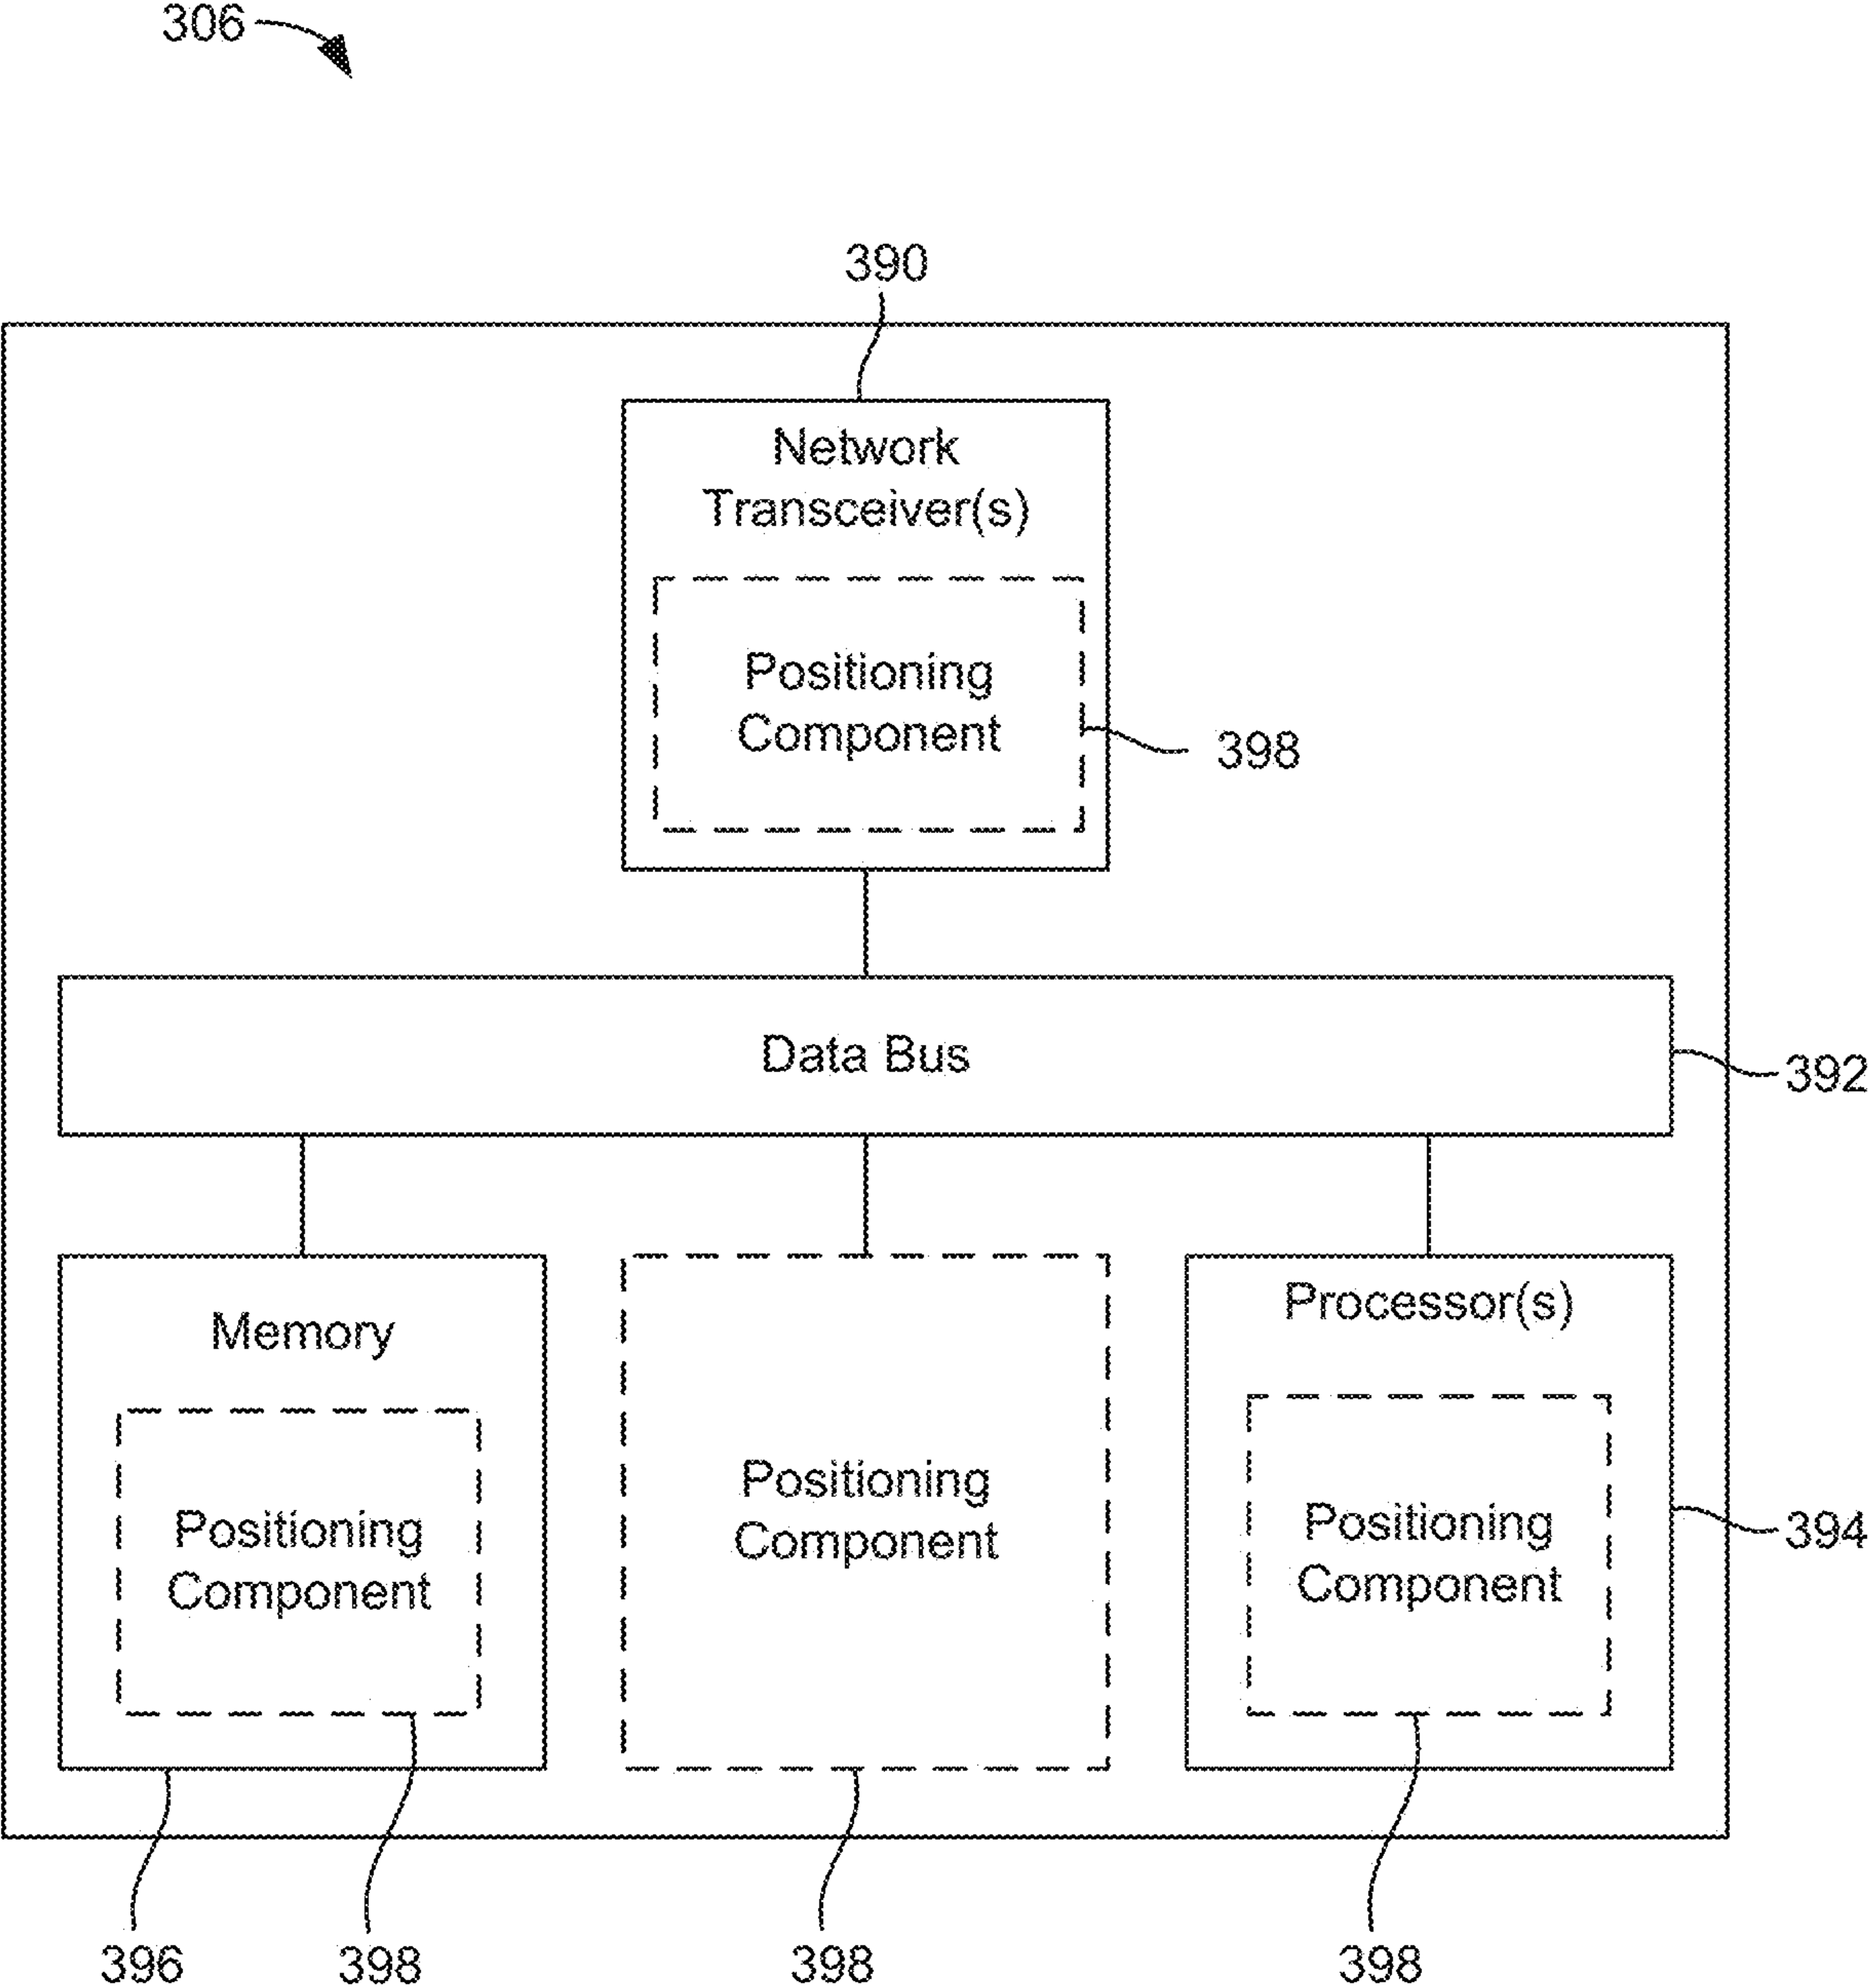 306
390
Network
Transceiver(s)
Positioning
Component
398
Data Bus
392
Memory
Positioning
Component
Positioning
Component
Processor(s)
Positioning
Component
394
396
398
398
398